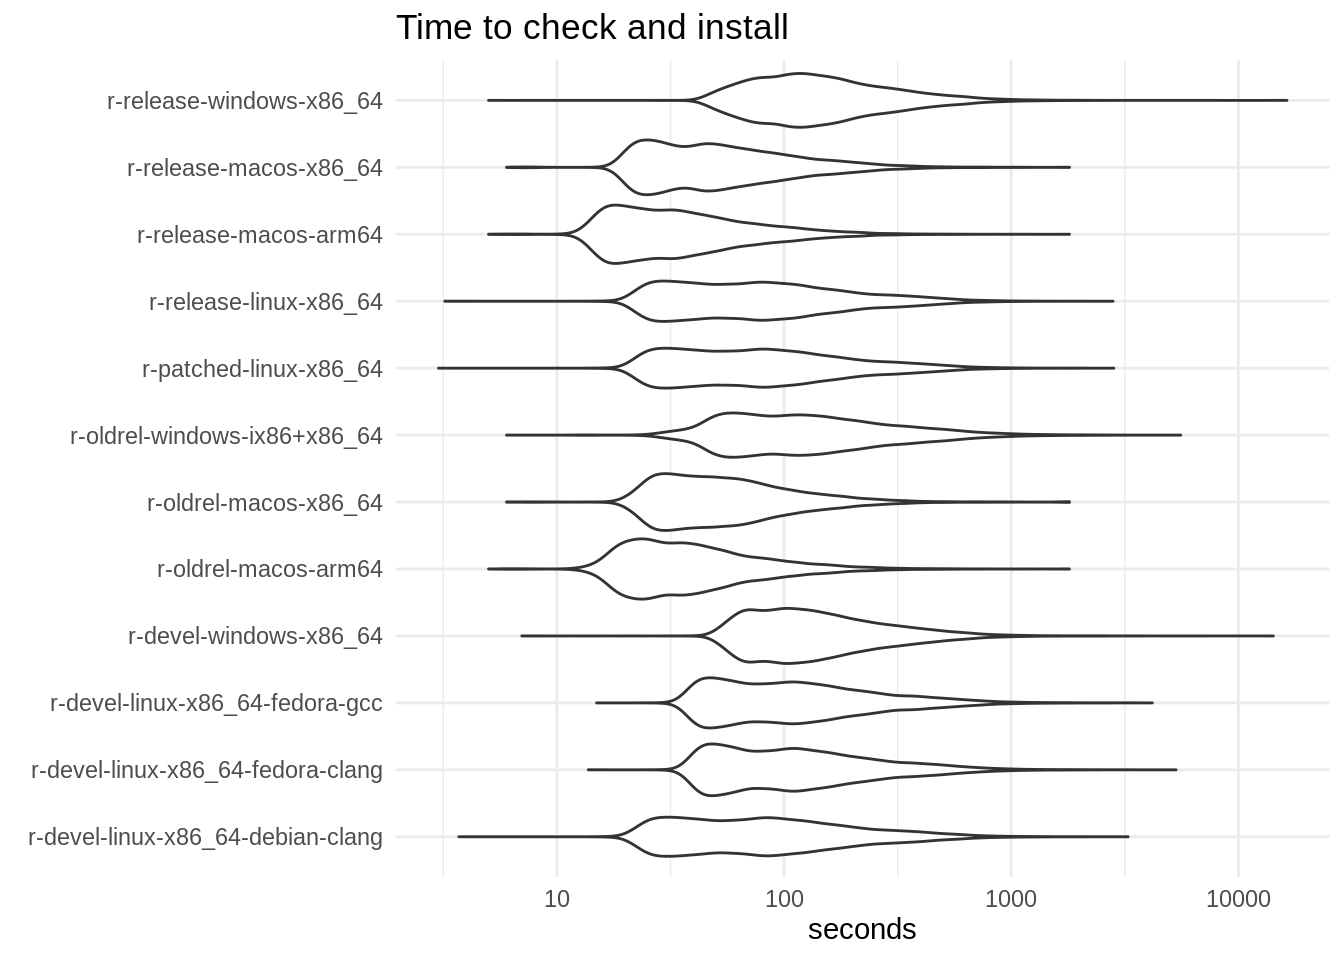 Time to check and install
r-release-windows-x86_64
r-release-macos-x86_64
r-release-macos-arm64
r-release-linux-x86_64
r-patched-linux-x86_64
r-oldrel-windows-ix86+x86_64
r-oldrel-macos-x86_64
r-oldrel-macos-arm64
r-devel-windows-x86_64
r-devel-linux-x86_64-fedora-gcc
r-devel-linux-x86_64-fedora-clang
r-devel-linux-x86_64-debian-clang
10 100 1000 10000
seconds